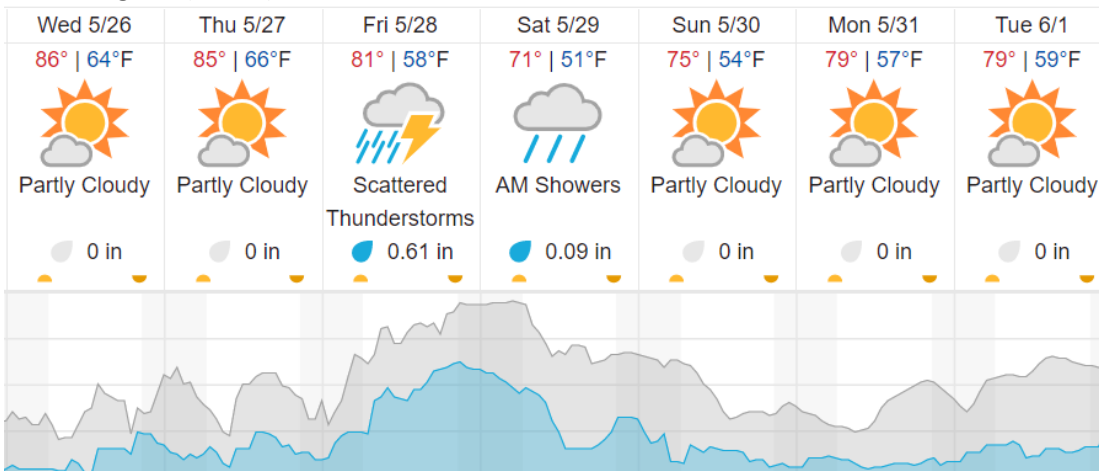 Wed 5/26 Thu 5/27 Fri 5/28 Sat 5/29 Sun 5/30 Mon 5/31 Tue 6/1
86° | 64°F 85° | 66°F 81° | 58°F 71° | 51°F 75° | 54°F 79° | 57°F 79° | 59°F
Partly Cloudy Partly Cloudy Scattered AM Showers Partly Cloudy Partly Cloudy Partly Cloudy
Thunderstorms
0 in 0 in 0.61 in 0.09 in 0 in 0 in 0 in